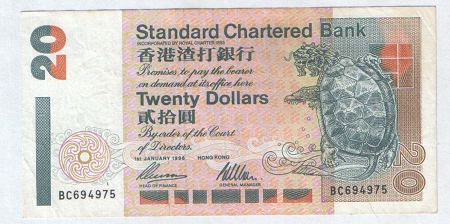 20
Standard Chartered Bank
INCORPORATED BY ROYAL CHARTER 1853
香港渣打銀行
Promises to pay the bearer
on demand at its office here
Twenty Dollars
貳拾圓
By order of the Court
of Directors.
1st JANUARY 1995 HONG KONG
HEAD OF FINANCE GENERAL MANAGER
BC694975 BC694975
20